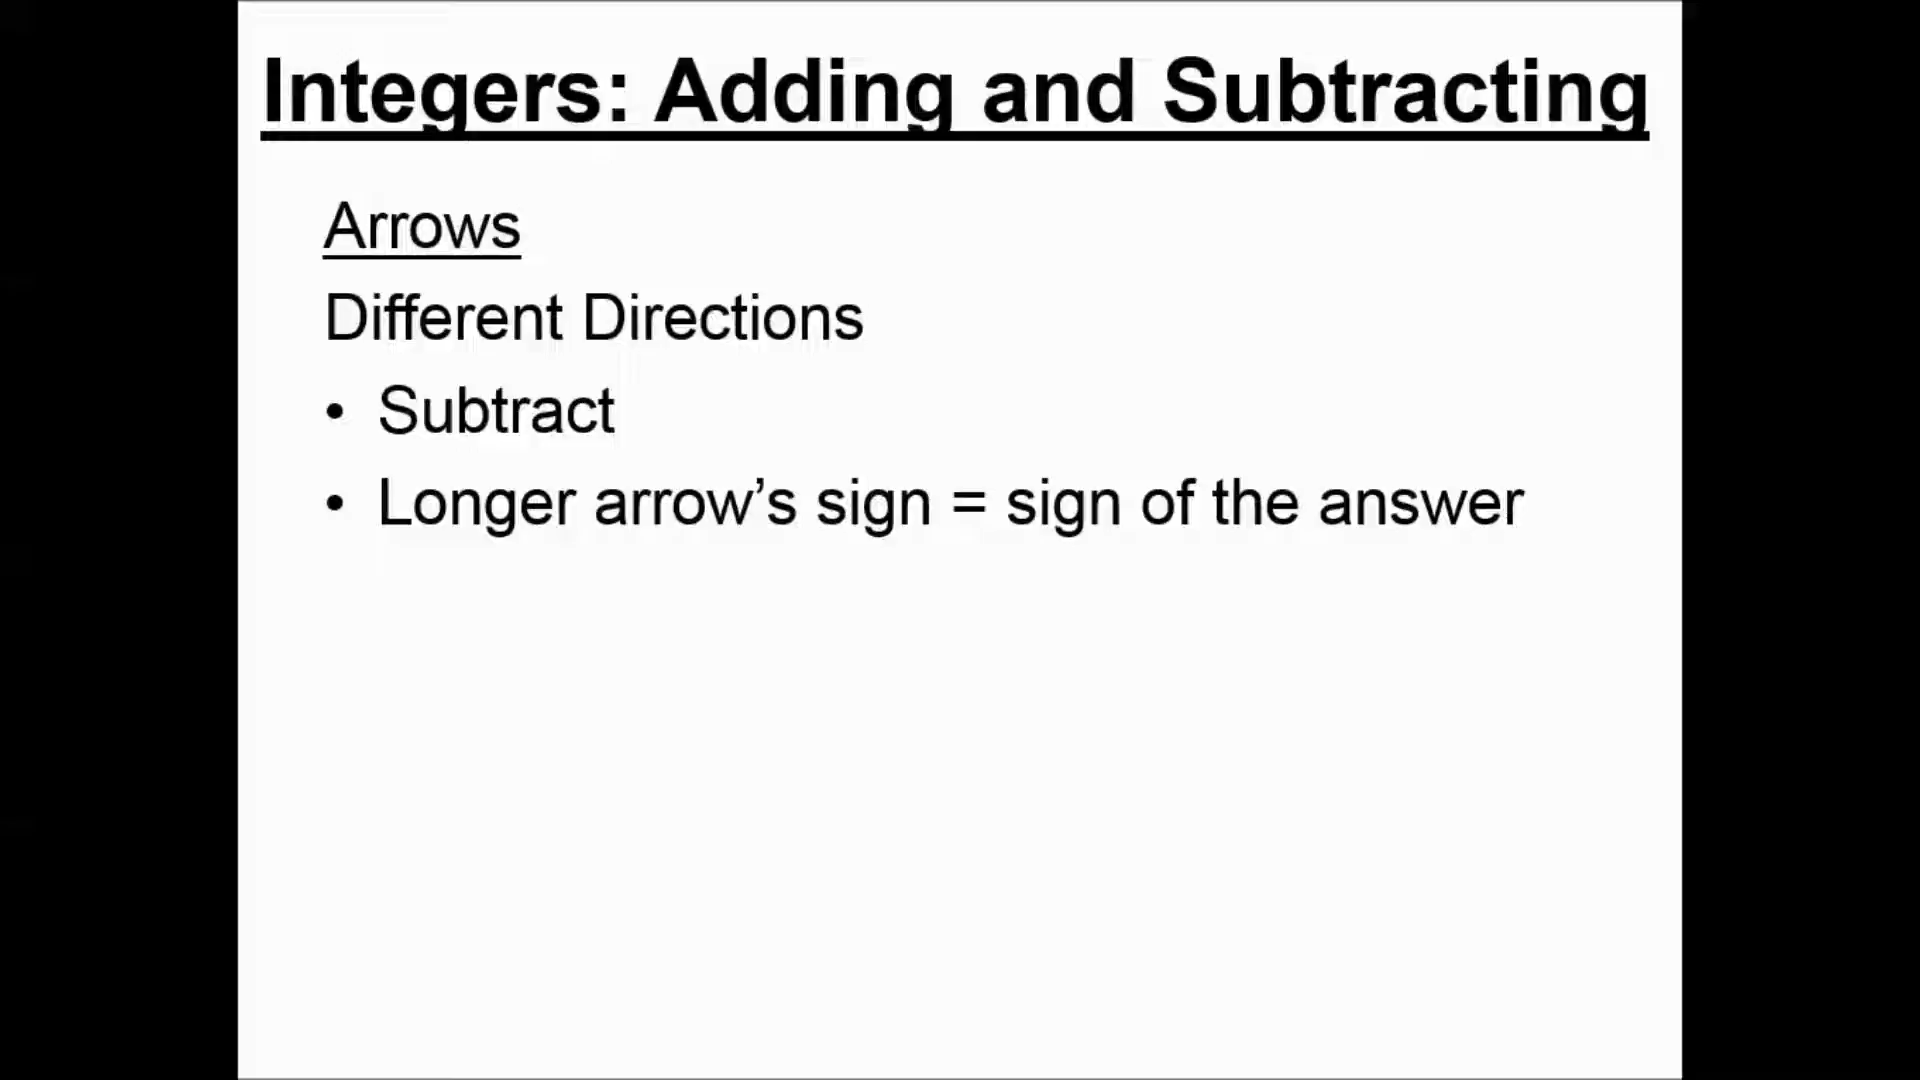 Integers: Adding and Subtracting
Arrows
Different Directions
• Subtract
• Longer arrow’s sign = sign of the answer